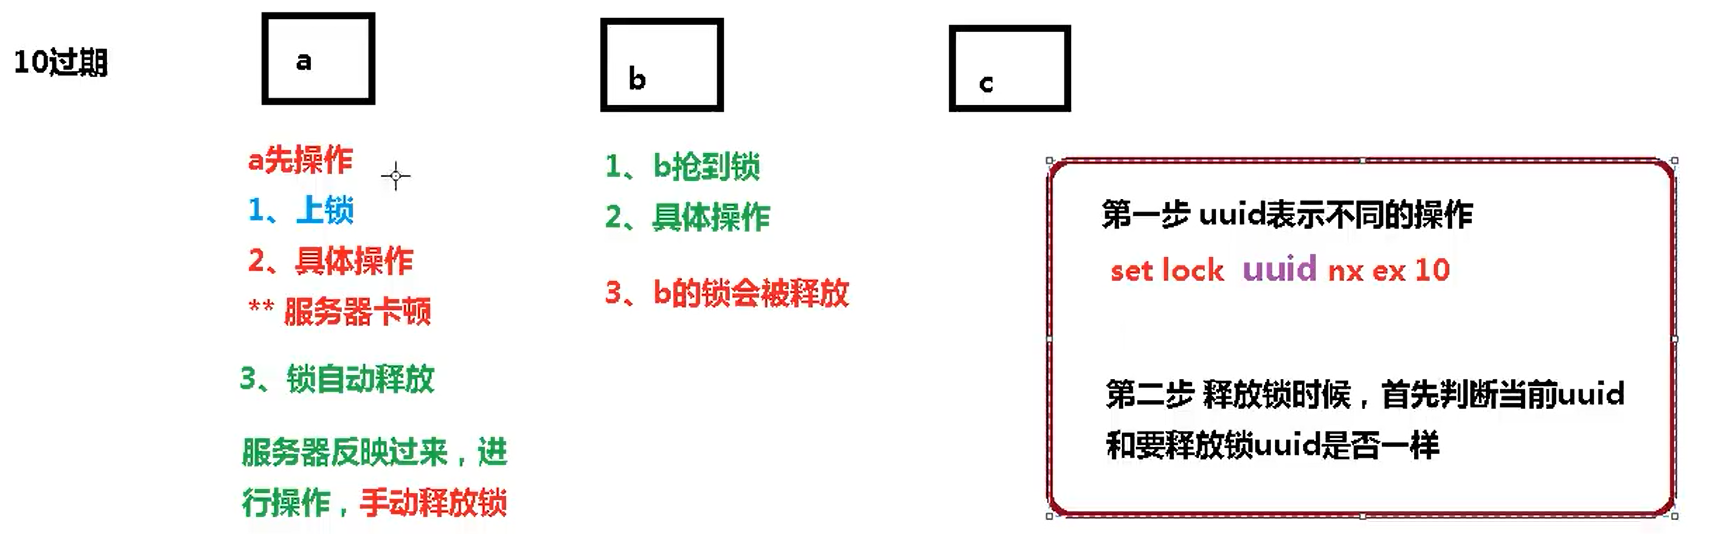 10过期
a
b
c
a先操作
1、上锁
2、具体操作
** 服务器卡顿
3、锁自动释放
服务器反映过来，进
行操作，手动释放锁
1、b抢到锁
2、具体操作
3、b的锁会被释放
第一步 uuid表示不同的操作
set lock uuid nx ex 10
第二步 释放锁时候，首先判断当前uuid
和要释放锁uuid是否一样